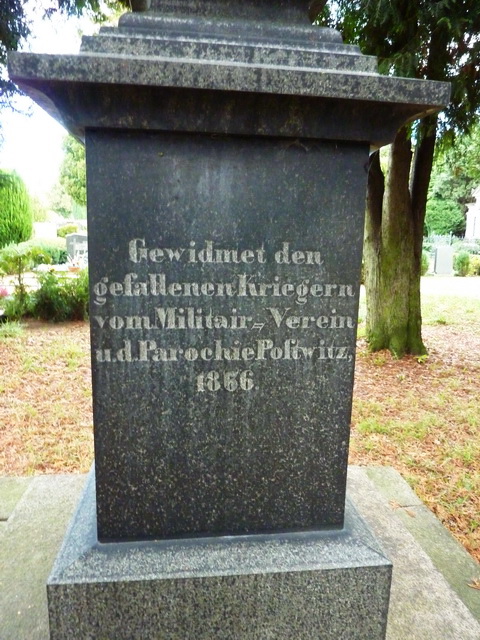 Gewidmet den
gefallenen Kriegern
vom Militair-Verein
u.d. Parochie Postwitz,
1866.